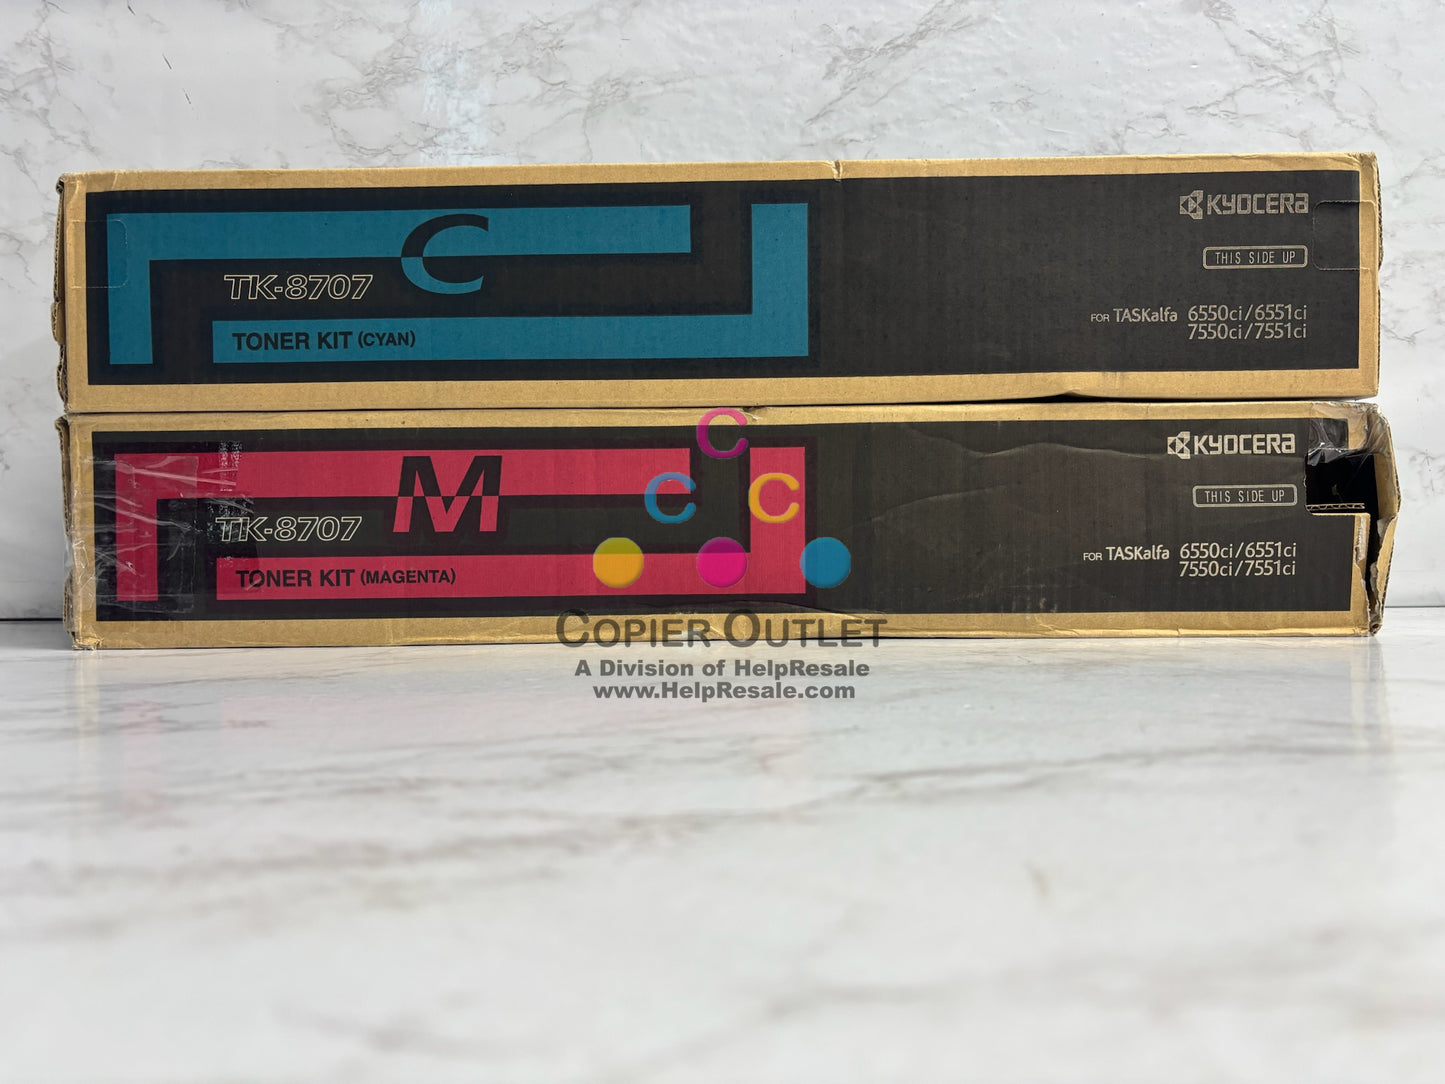 KYOCERA
THIS SIDE UP
C
TK-8707
TONER KIT (CYAN)
FOR TASKalfa 6550ci/6551ci
7550ci/7551ci
KYOCERA
THIS SIDE UP
M
TK-8707
TONER KIT (MAGENTA)
FOR TASKalfa 6550ci/6551ci
7550ci/7551ci
C
C C
COPIER OUTLET
A Division of HelpResale
www.HelpResale.com